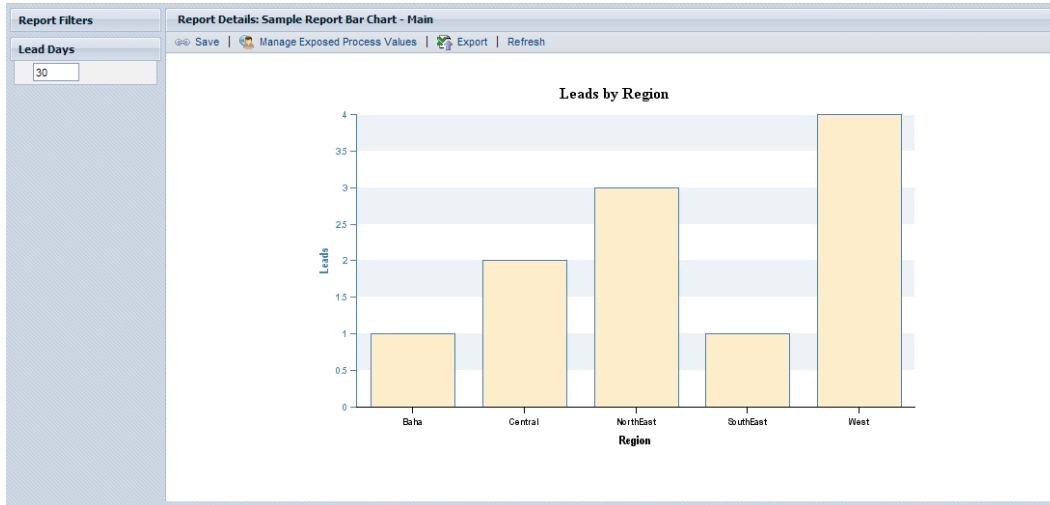 Report Filters
Lead Days
30
Report Details: Sample Report Bar Chart - Main
Save | Manage Exposed Process Values | Export | Refresh
Leads by Region
4
3.5
3
2.5
2
1.5
1
0.5
0
Leads
Baha Central NorthEast SouthEast West
Region